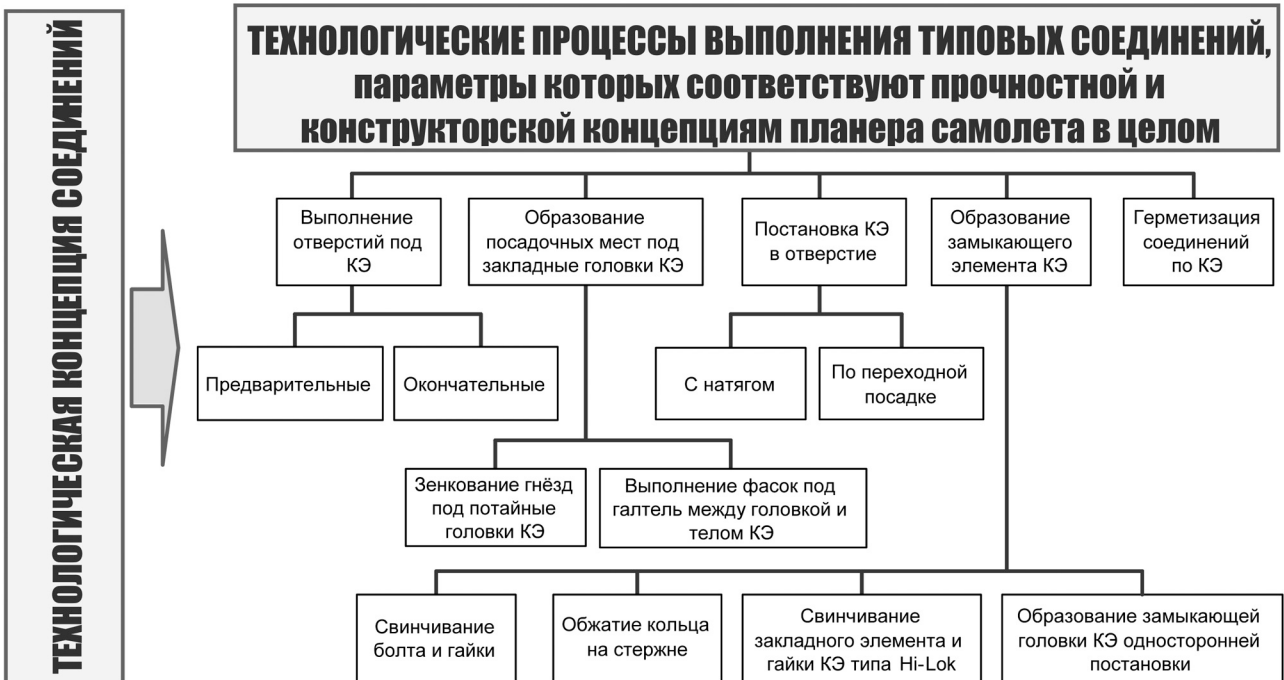 ТЕХНОЛОГИЧЕСКАЯ КОНЦЕПЦИЯ СОЕДИНЕНИЙ
ТЕХНОЛОГИЧЕСКИЕ ПРОЦЕССЫ ВЫПОЛНЕНИЯ ТИПОВЫХ СОЕДИНЕНИЙ,
параметры которых соответствуют прочностной и
конструкторской концепциям планера самолета в целом
Выполнение
отверстий под
КЭ
Образование
посадочных мест под
закладные головки КЭ
Постановка КЭ
в отверстие
Образование
замыкающего
элемента КЭ
Герметизация
соединений
по КЭ
Предварительные
Окончательные
С натягом
По переходной
посадке
Зенкование гнёзд
под потайные
головки КЭ
Выполнение фасок под
галтель между головкой и
телом КЭ
Свинчивание
болта и гайки
Обжатие кольца
на стержне
Свинчивание
закладного элемента и
гайки КЭ типа Hi-Lok
Образование замыкающей
головки КЭ односторонней
постановки